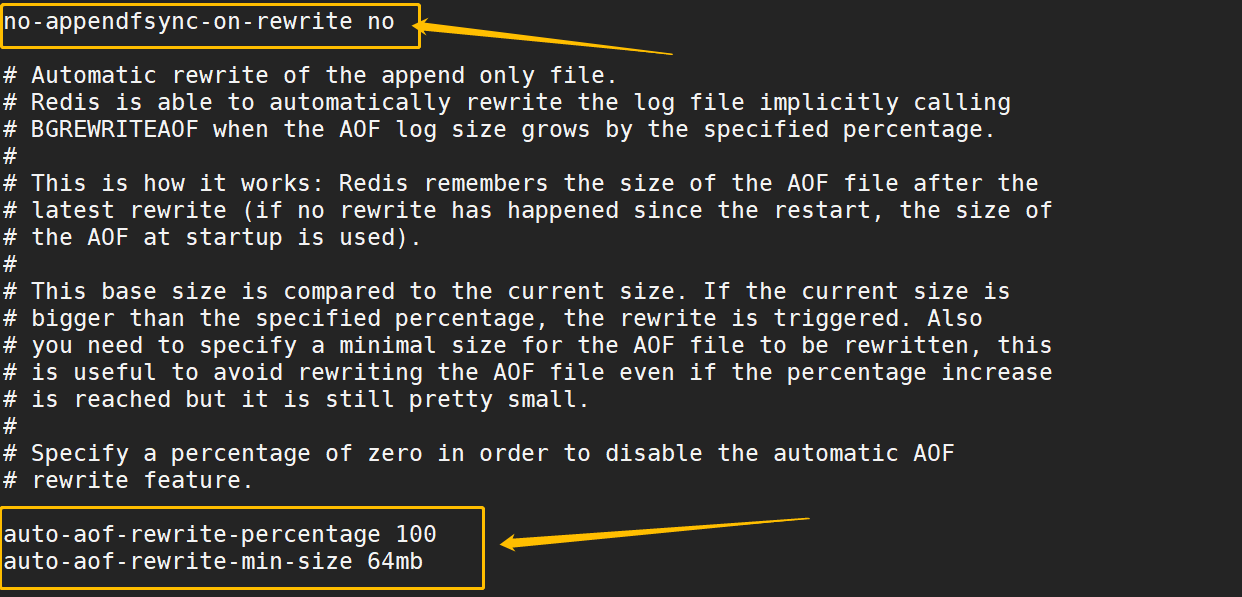 no-appendfsync-on-rewrite no
# Automatic rewrite of the append only file.
# Redis is able to automatically rewrite the log file implicitly calling
# BGREWRITEAOF when the AOF log size grows by the specified percentage.
#
# This is how it works: Redis remembers the size of the AOF file after the
# latest rewrite (if no rewrite has happened since the restart, the size of
# the AOF at startup is used).
#
# This base size is compared to the current size. If the current size is
# bigger than the specified percentage, the rewrite is triggered. Also
# you need to specify a minimal size for the AOF file to be rewritten, this
# is useful to avoid rewriting the AOF file even if the percentage increase
# is reached but it is still pretty small.
#
# Specify a percentage of zero in order to disable the automatic AOF
# rewrite feature.
auto-aof-rewrite-percentage 100
auto-aof-rewrite-min-size 64mb